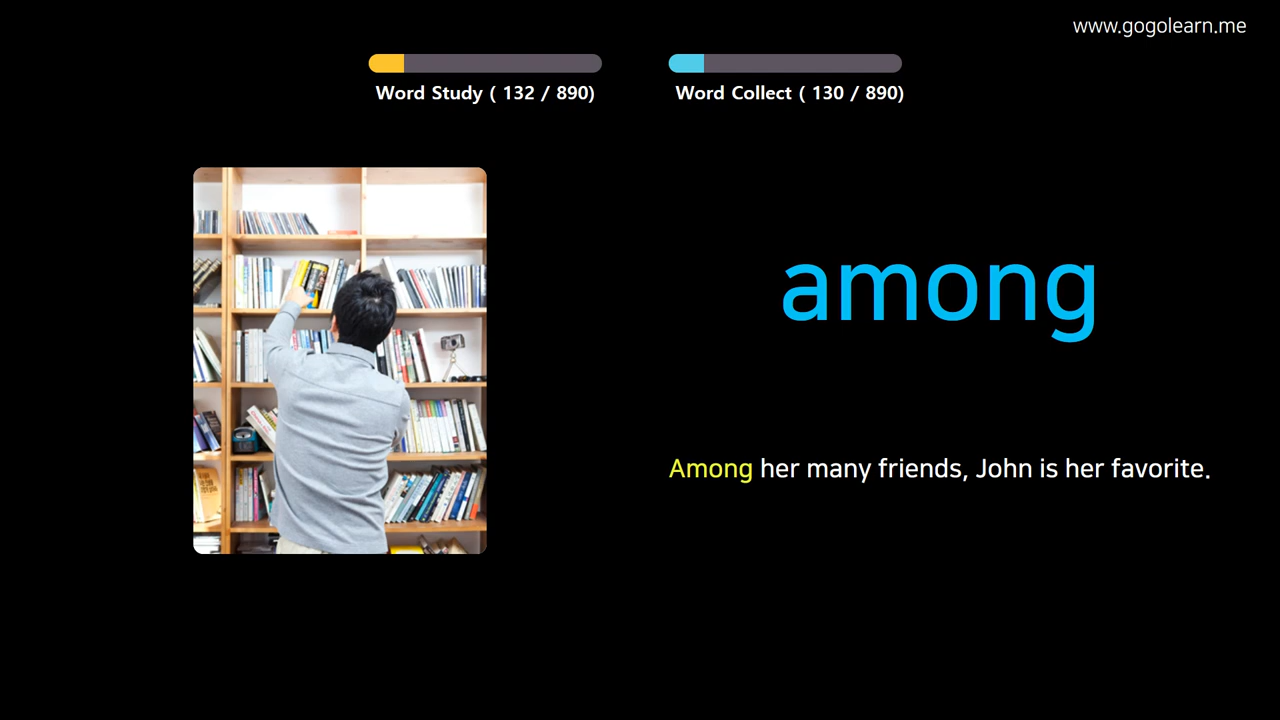 www.gogolearn.me
Word Study ( 132 / 890)
Word Collect ( 130 / 890)
among
Among her many friends, John is her favorite.